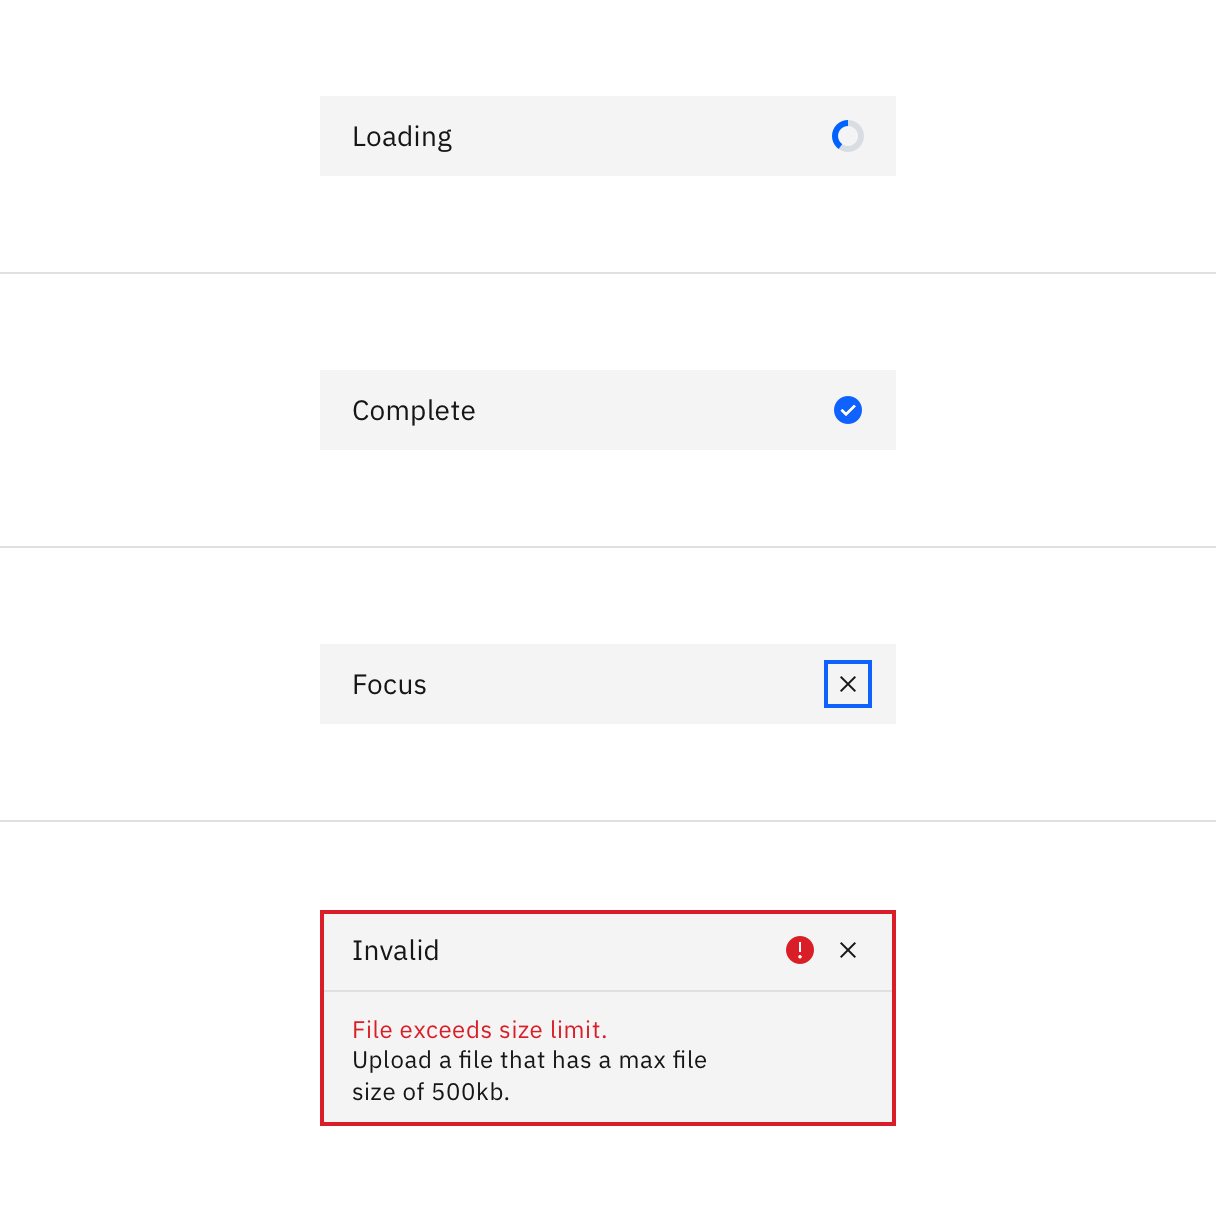 Loading
Complete
Focus
Invalid
File exceeds size limit.
Upload a file that has a max file
size of 500kb.